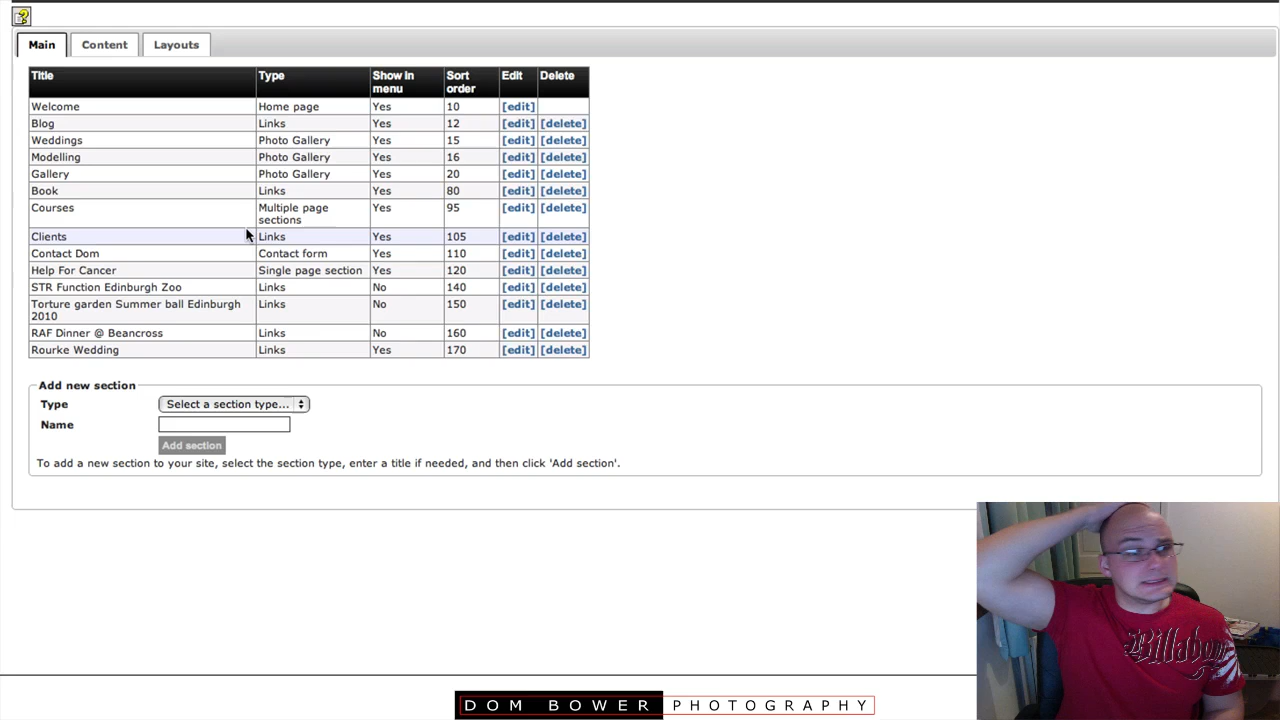 Main Content Layouts
Title Type Show in menu Sort order Edit Delete
Welcome Home page Yes 10 [edit]
Blog Links Yes 12 [edit] [delete]
Weddings Photo Gallery Yes 15 [edit] [delete]
Modelling Photo Gallery Yes 16 [edit] [delete]
Gallery Photo Gallery Yes 20 [edit] [delete]
Book Links Yes 80 [edit] [delete]
Courses Multiple page sections Yes 95 [edit] [delete]
Clients Links Yes 105 [edit] [delete]
Contact Dom Contact form Yes 110 [edit] [delete]
Help For Cancer Single page section Yes 120 [edit] [delete]
STR Function Edinburgh Zoo Links No 140 [edit] [delete]
Torture garden Summer ball Edinburgh 2010 Links No 150 [edit] [delete]
RAF Dinner @ Beancross Links No 160 [edit] [delete]
Rourke Wedding Links Yes 170 [edit] [delete]
Add new section
Type Select a section type...
Name
Add section
To add a new section to your site, select the section type, enter a title if needed, and then click 'Add section'.
Billabong
DOM BOWER PHOTOGRAPHY